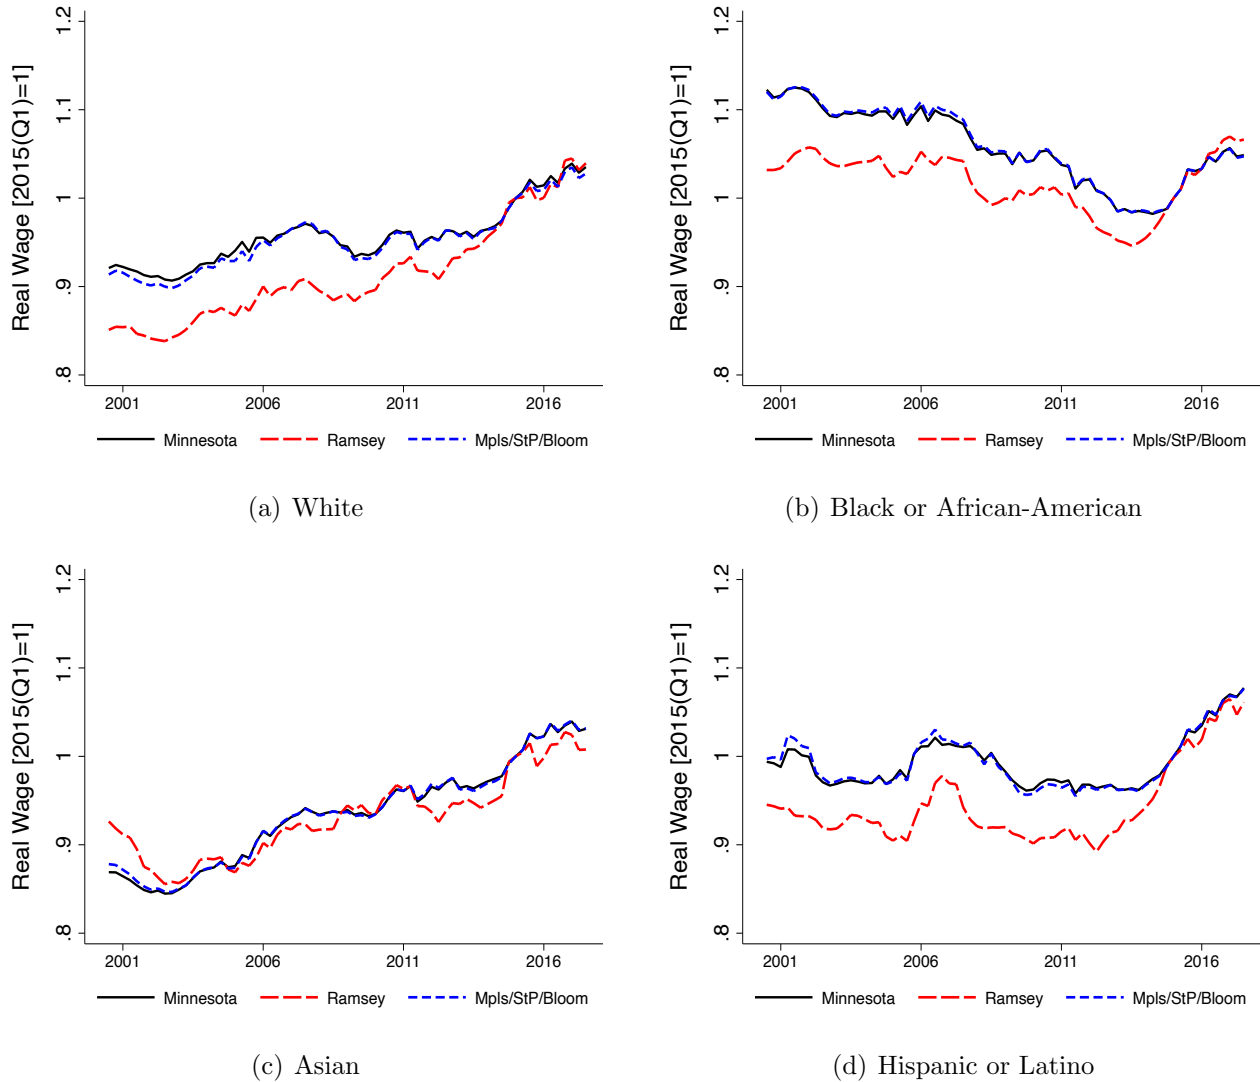 Real Wage [2015(Q1)=1]
1.2
1.1
1
.9
.8
2001 2006 2011 2016
Minnesota Ramsey Mpls/StP/Bloom
(a) White
Real Wage [2015(Q1)=1]
1.2
1.1
1
.9
.8
2001 2006 2011 2016
Minnesota Ramsey Mpls/StP/Bloom
(b) Black or African-American
Real Wage [2015(Q1)=1]
1.2
1.1
1
.9
.8
2001 2006 2011 2016
Minnesota Ramsey Mpls/StP/Bloom
(c) Asian
Real Wage [2015(Q1)=1]
1.2
1.1
1
.9
.8
2001 2006 2011 2016
Minnesota Ramsey Mpls/StP/Bloom
(d) Hispanic or Latino